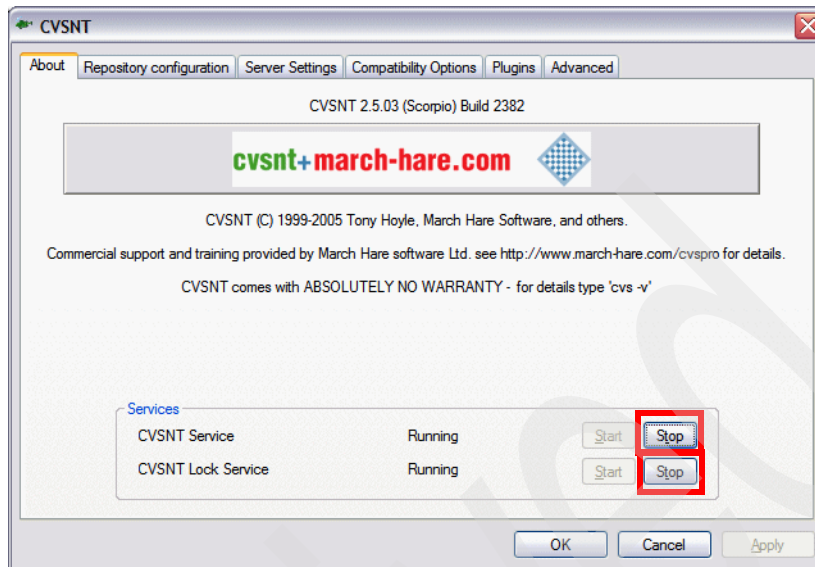 CVSNT
About Repository configuration Server Settings Compatibility Options Plugins Advanced
CVSNT 2.5.03 (Scorpio) Build 2382
cvsnt+march-hare.com
CVSNT (C) 1999-2005 Tony Hoyle, March Hare Software, and others.
Commercial support and training provided by March Hare software Ltd. see http://www.march-hare.com/cvspro for details.
CVSNT comes with ABSOLUTELY NO WARRANTY - for details type 'cvs -v'
Services
CVSNT Service Running Start Stop
CVSNT Lock Service Running Start Stop
OK Cancel Apply